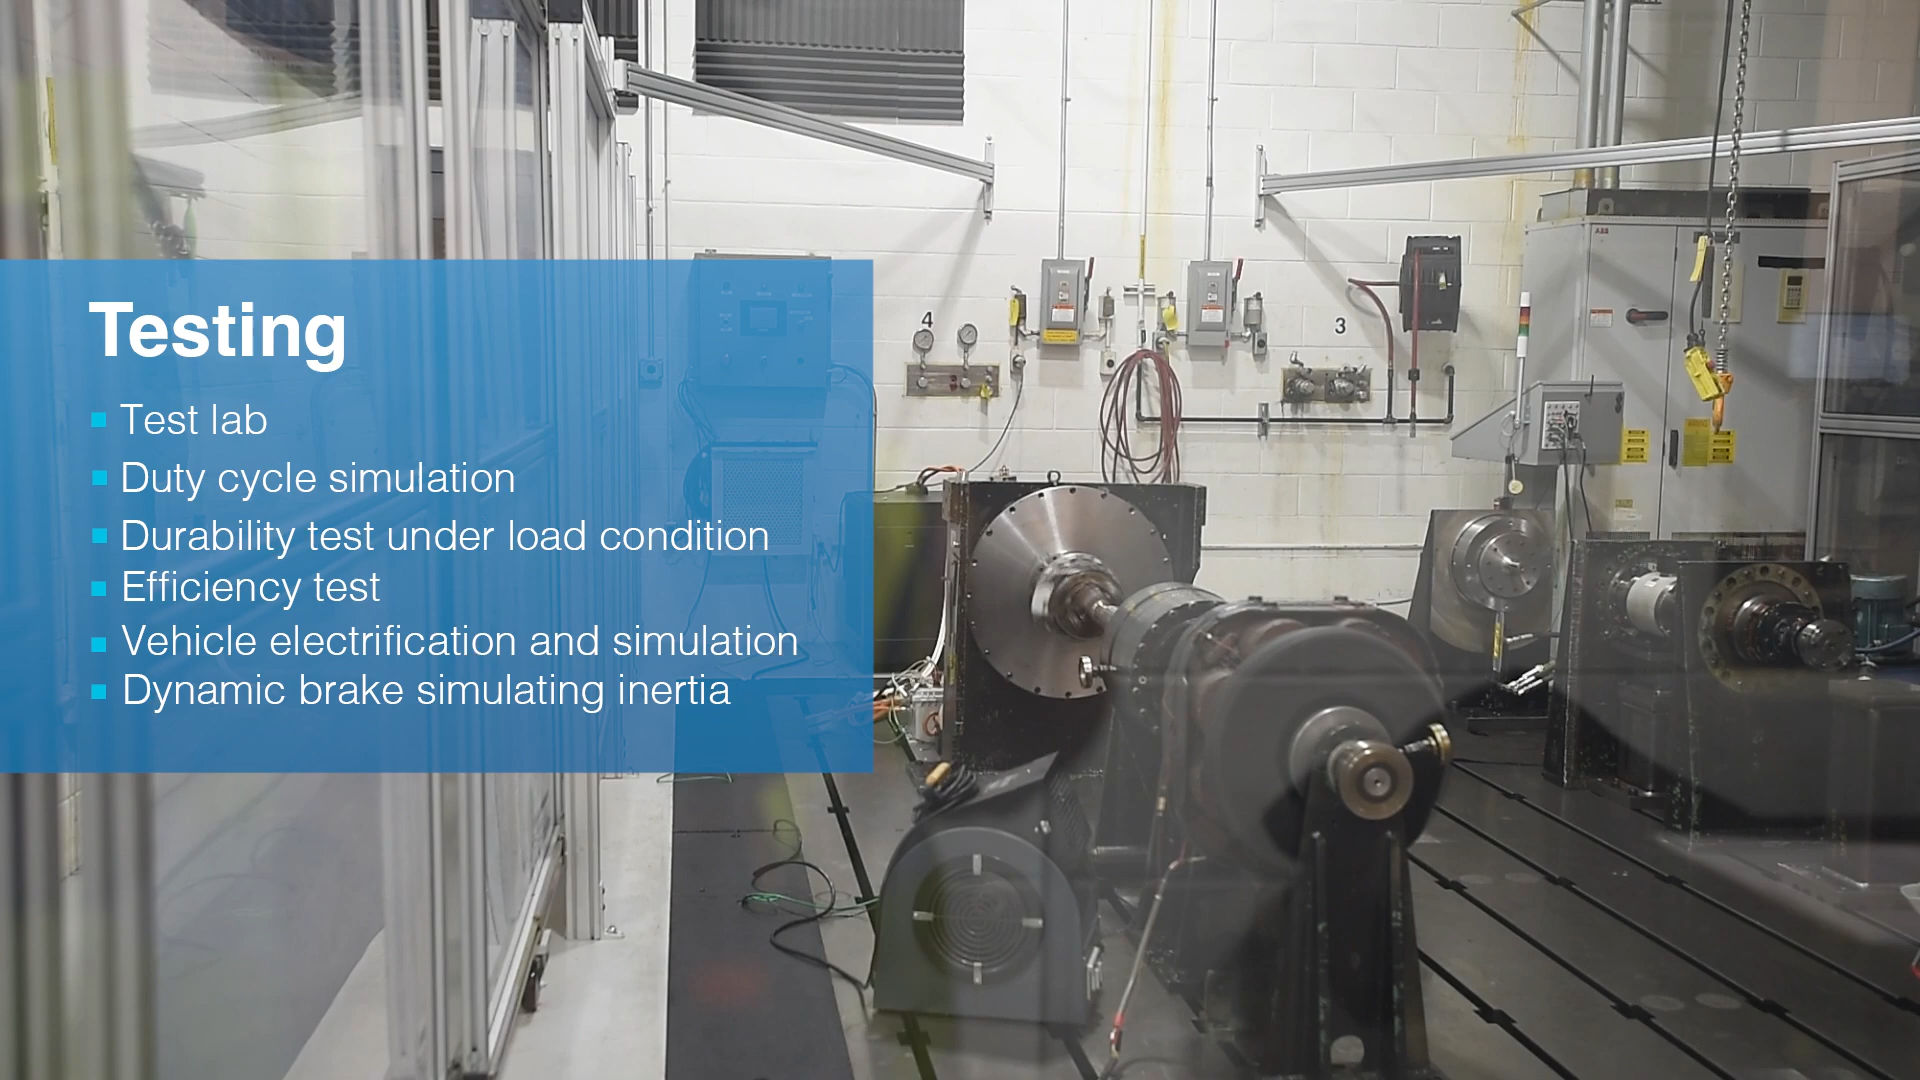 Testing
Test lab
Duty cycle simulation
Durability test under load condition
Efficiency test
Vehicle electrification and simulation
Dynamic brake simulating inertia
4
3
ABB